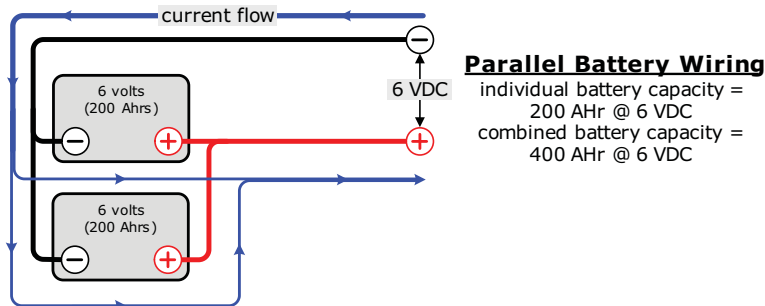 current flow
−
6 VDC
+
6 volts
(200 Ahrs)
− +
6 volts
(200 Ahrs)
− +
Parallel Battery Wiring
individual battery capacity =
200 AHr @ 6 VDC
combined battery capacity =
400 AHr @ 6 VDC